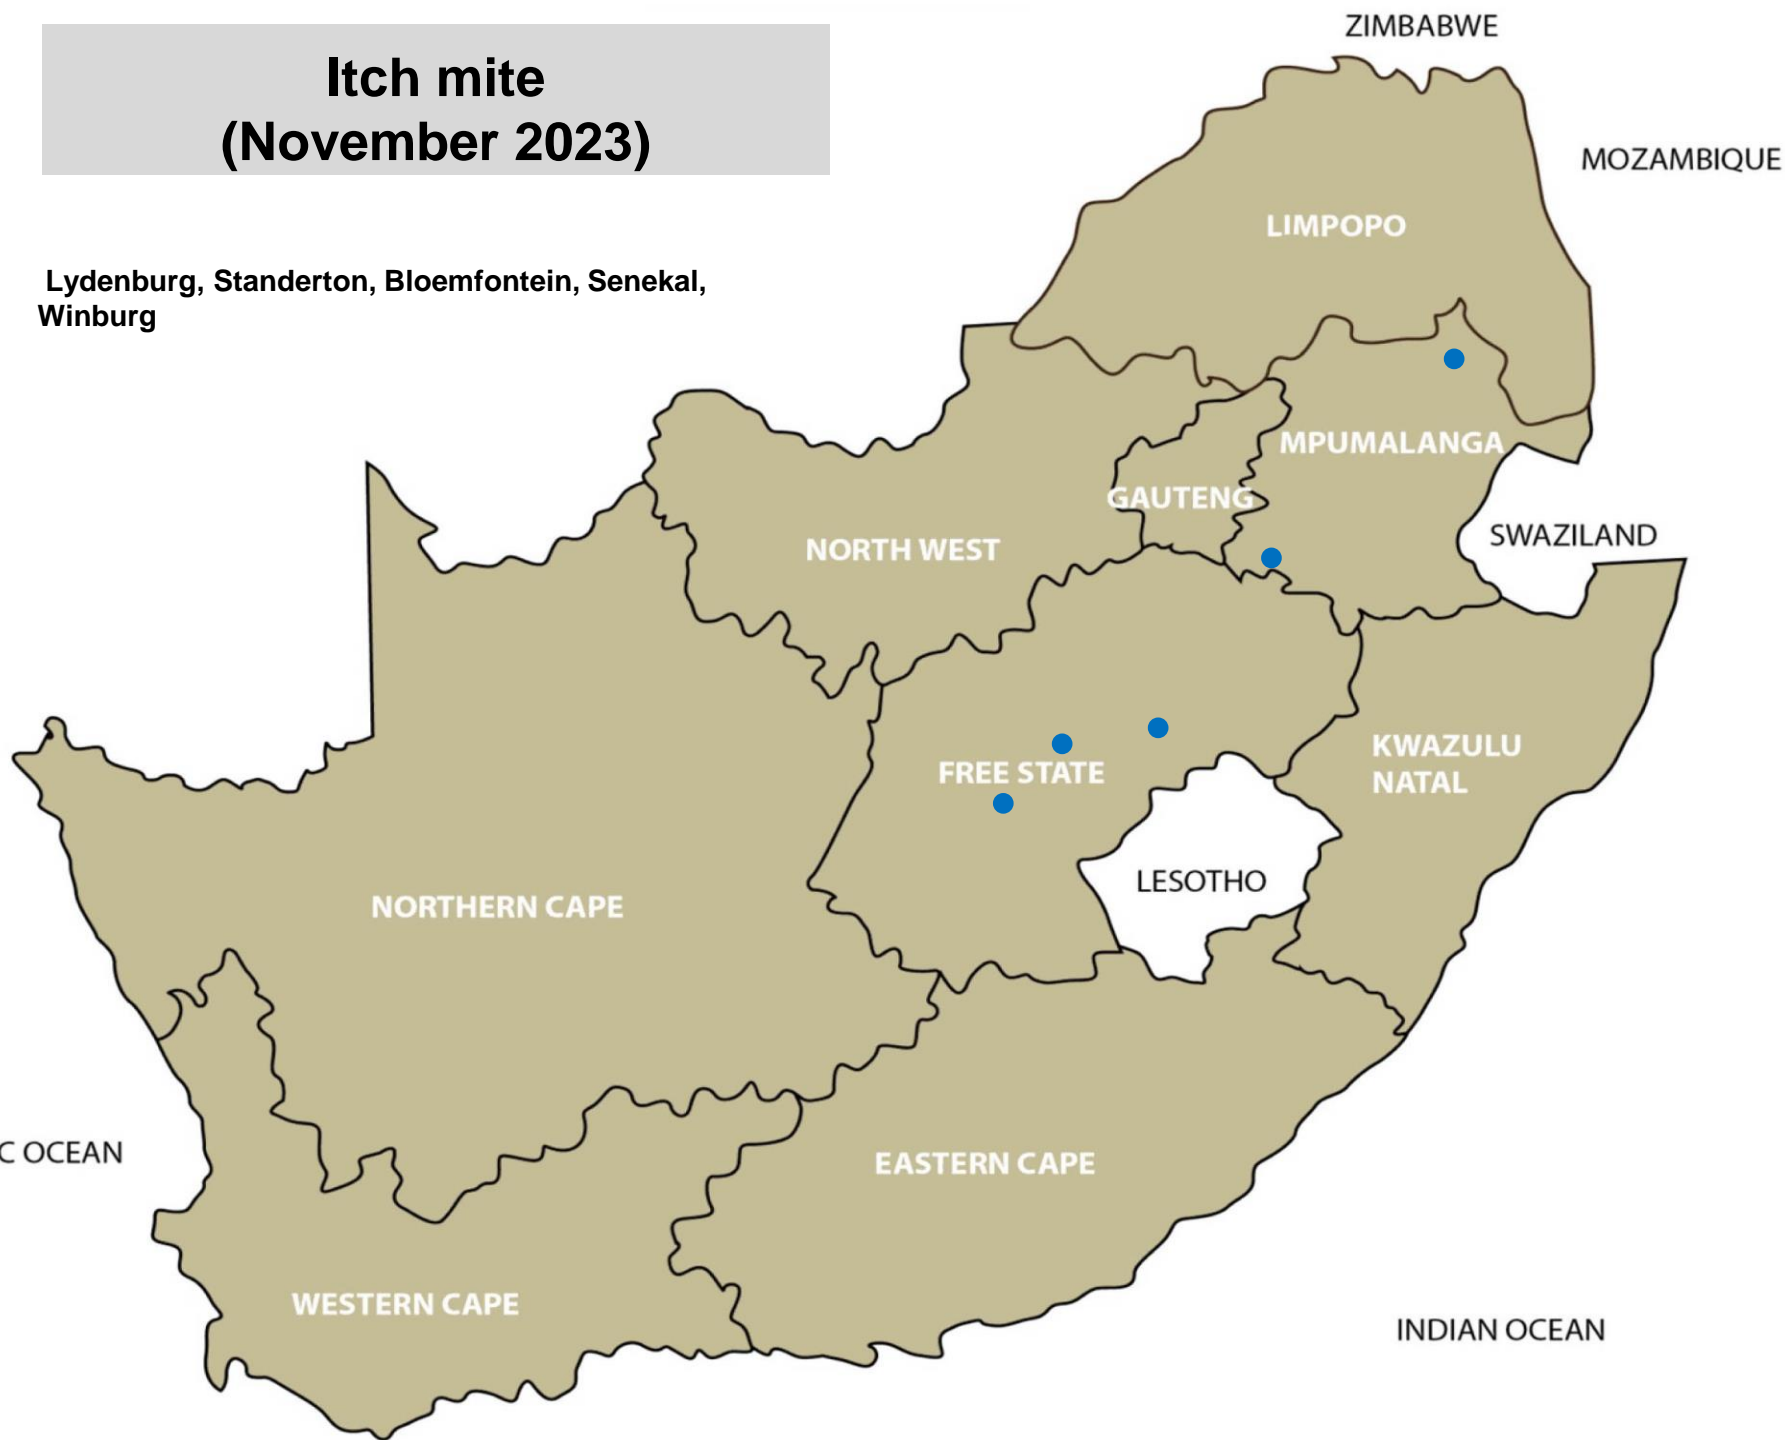 Itch mite
(November 2023)
Lydenburg, Standerton, Bloemfontein, Senekal,
Winburg
ZIMBABWE
MOZAMBIQUE
LIMPOPO
MPUMALANGA
GAUTENG
NORTH WEST
SWAZILAND
FREE STATE
KWAZULU
NATAL
LESOTHO
NORTHERN CAPE
C OCEAN
EASTERN CAPE
WESTERN CAPE
INDIAN OCEAN